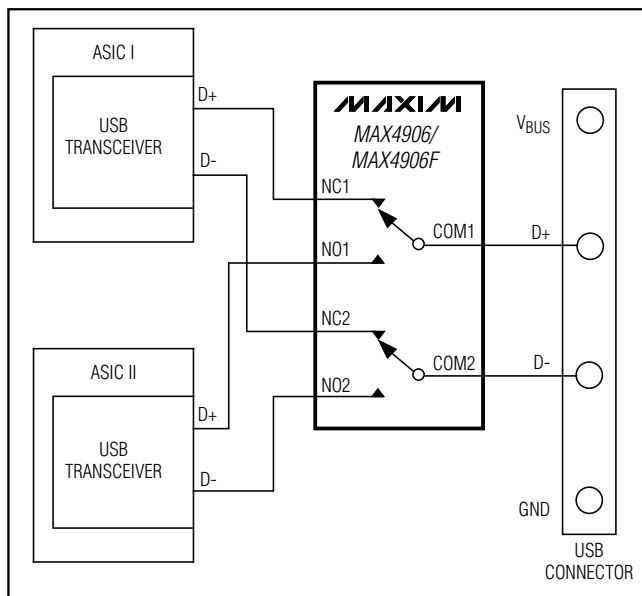 ASIC I
USB
TRANSCEIVER
D+
D-
ASIC II
USB
TRANSCEIVER
D+
D-
MAXIM
MAX4906/
MAX4906F
NC1
COM1
NO1
NC2
COM2
NO2
VBUS
D+
D-
GND
USB
CONNECTOR